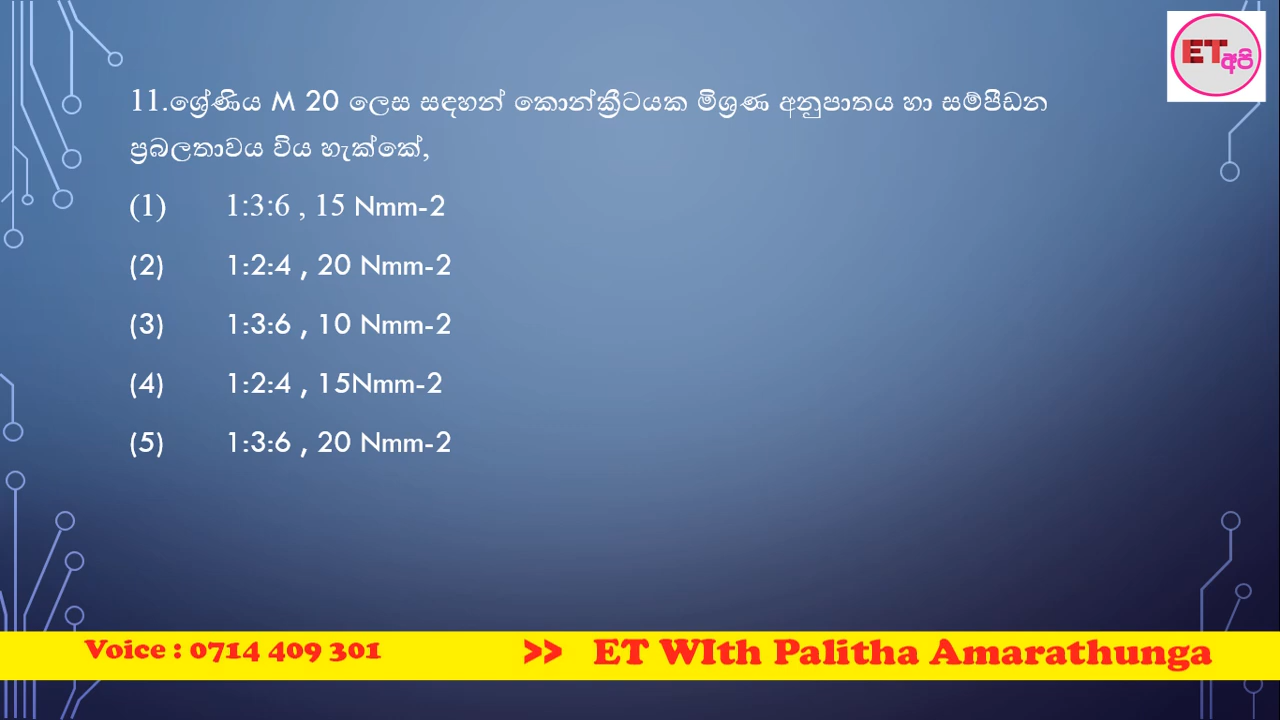 ET
අපි
11.ශ්‍රේණිය M 20 ලෙස සඳහන් කොන්ක්‍රීටයක මිශ්‍රණ අනුපාතය හා සම්පීඩන
ප්‍රබලතාවය විය හැක්කේ,
(1) 1:3:6 , 15 Nmm-2
(2) 1:2:4 , 20 Nmm-2
(3) 1:3:6 , 10 Nmm-2
(4) 1:2:4 , 15Nmm-2
(5) 1:3:6 , 20 Nmm-2
Voice : 0714 409 301 >> ET WIth Palitha Amarathunga